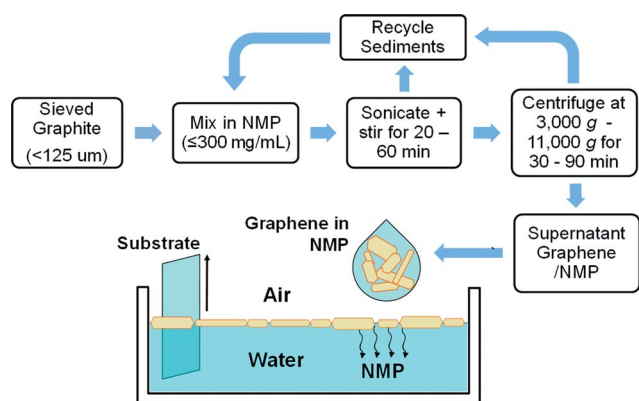 Recycle
Sediments
Sieved
Graphite
(<125 um)
Mix in NMP
(≤300 mg/mL)
Sonicate +
stir for 20 –
60 min
Centrifuge at
3,000 g -
11,000 g for
30 - 90 min
Supernatant
Graphene
/NMP
Graphene in
NMP
Substrate
Air
Water
NMP